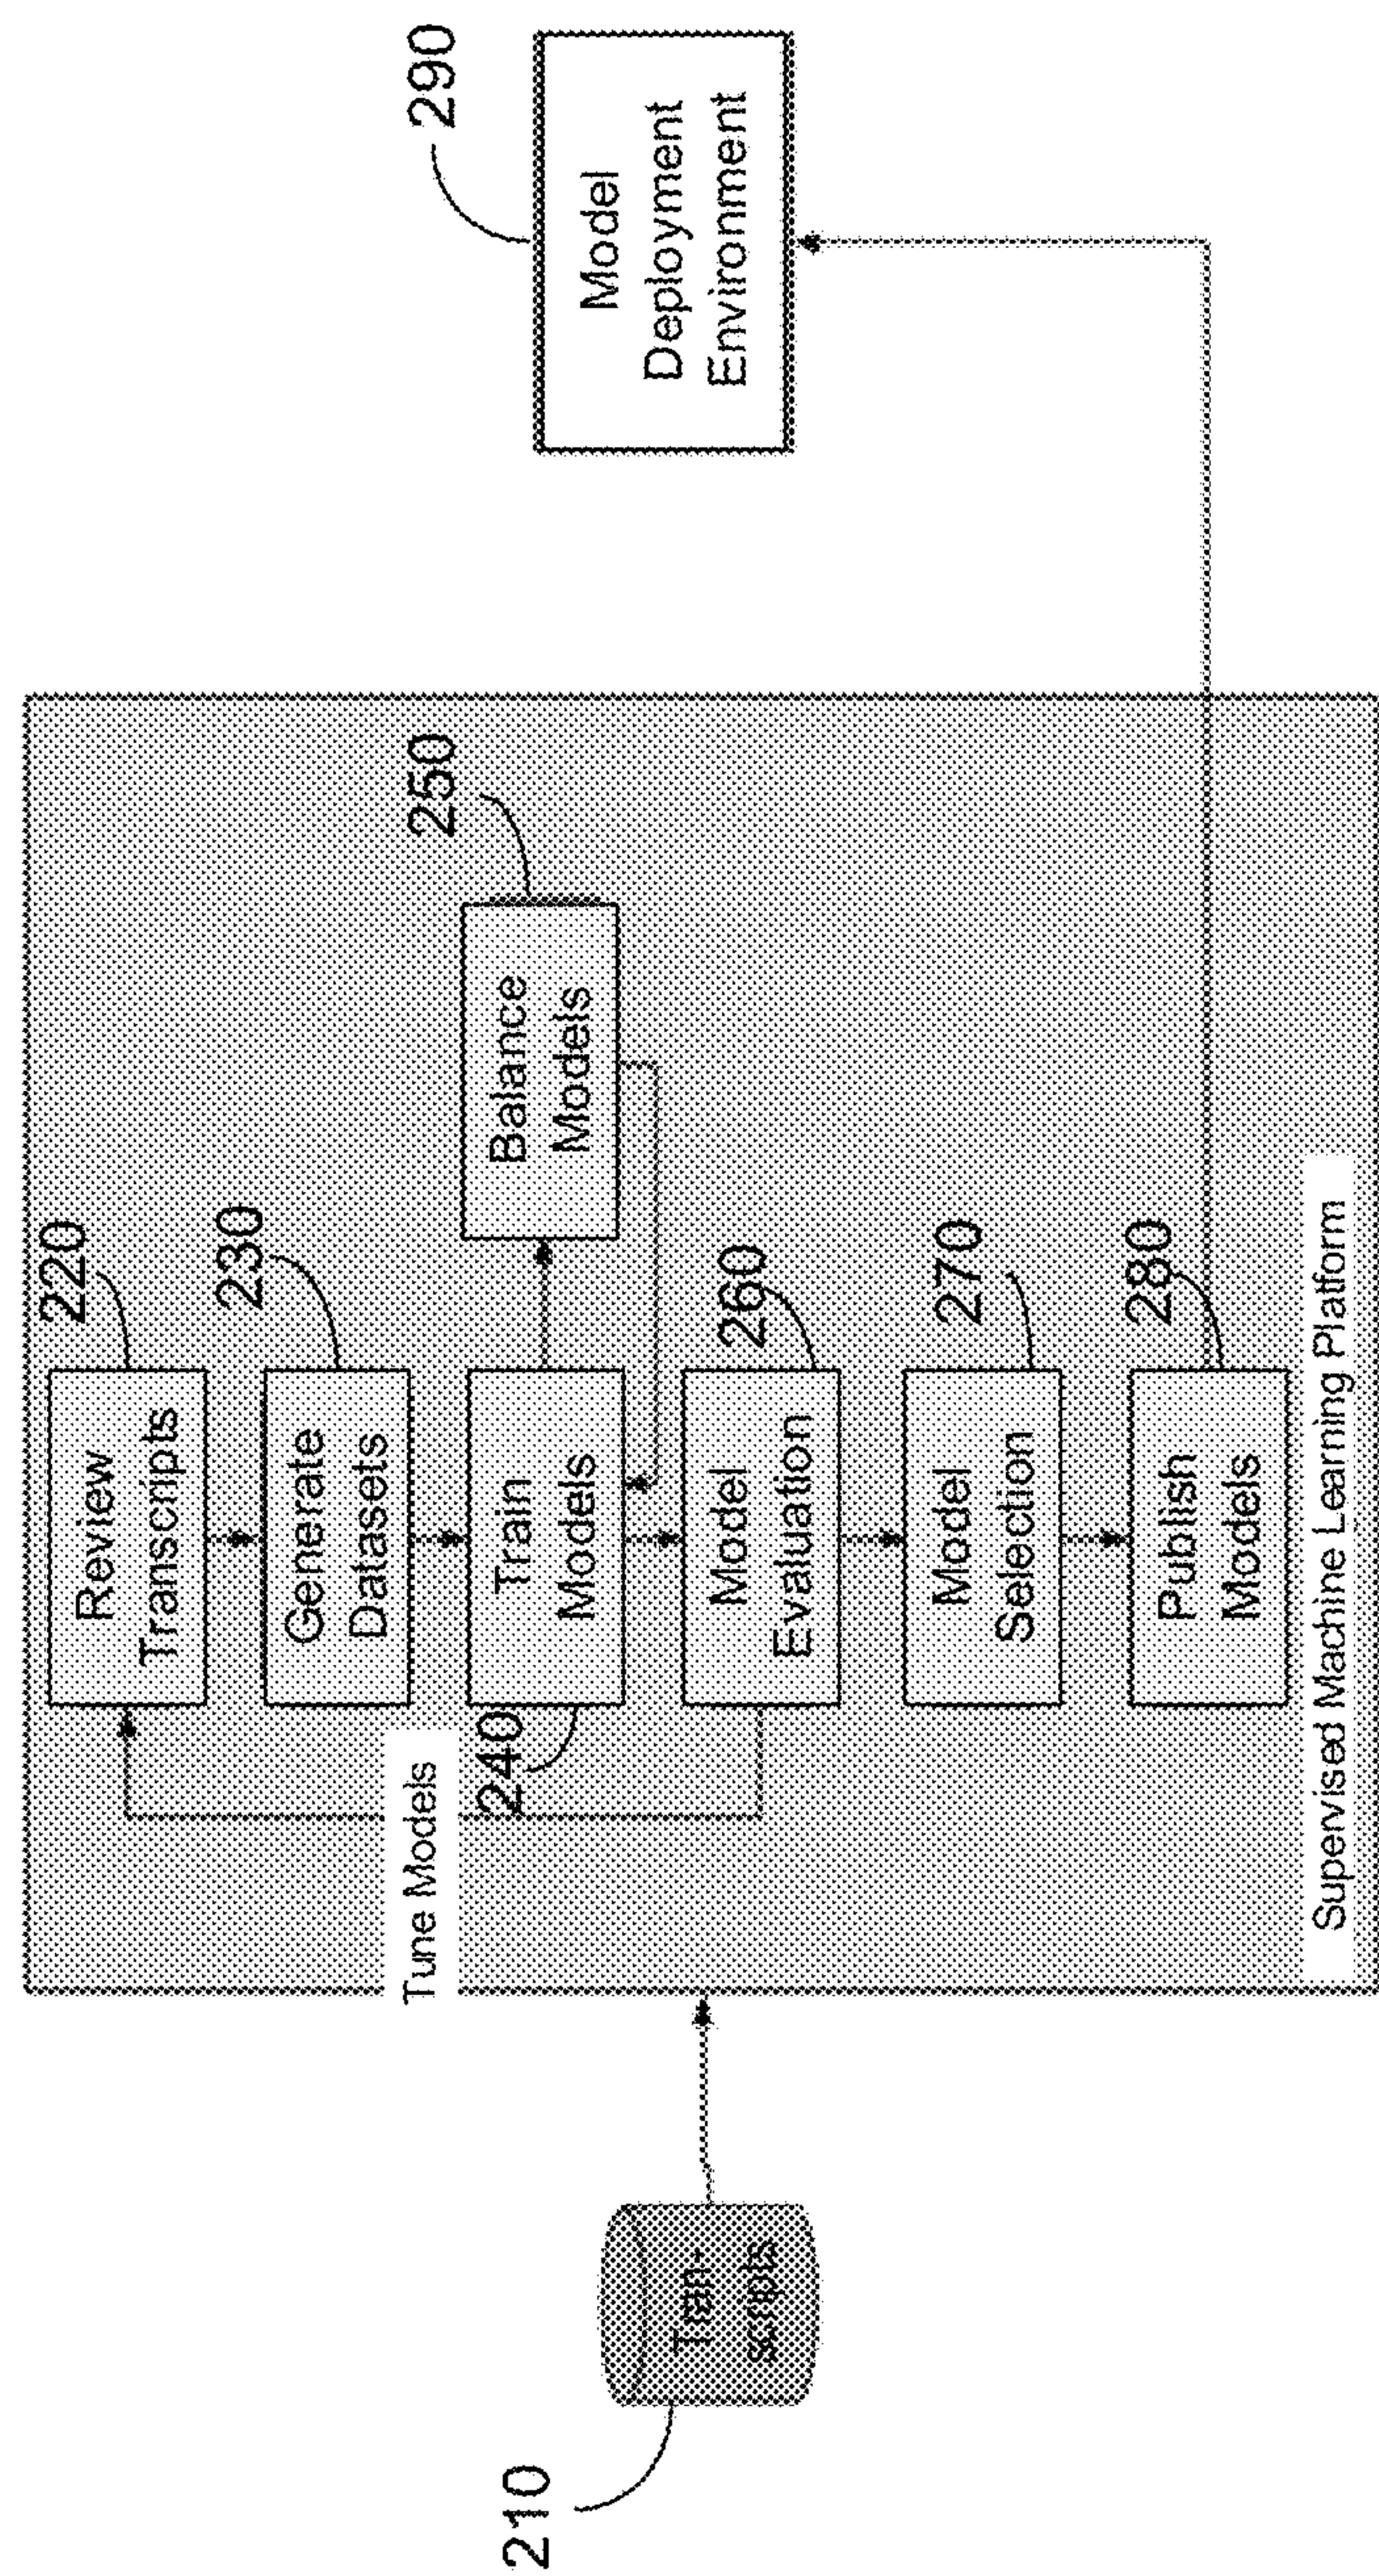 210
Tran-
scripts
Tune Models
220
Review
Transcripts
230
Generate
Datasets
240
Train
Models
250
Balance
Models
260
Model
Evaluation
270
Model
Selection
280
Publish
Models
Supervised Machine Learning Platform
290
Model
Deployment
Environment